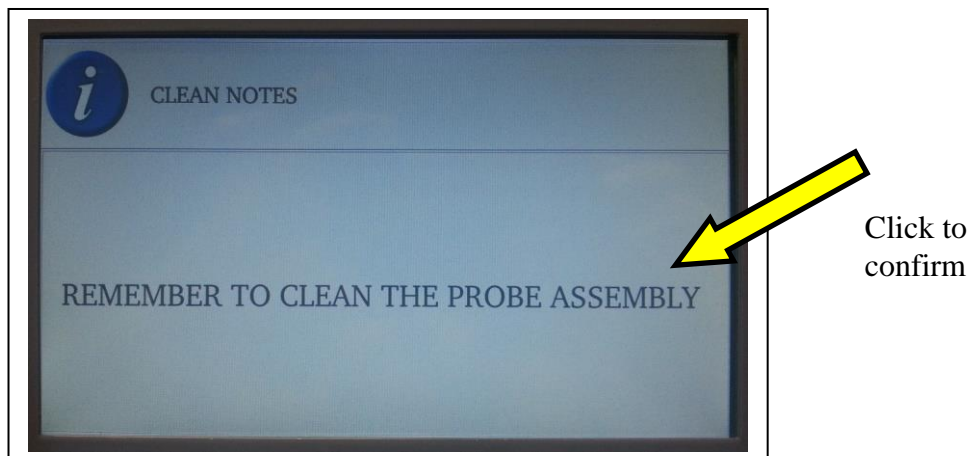 i
CLEAN NOTES
REMEMBER TO CLEAN THE PROBE ASSEMBLY
Click to
confirm